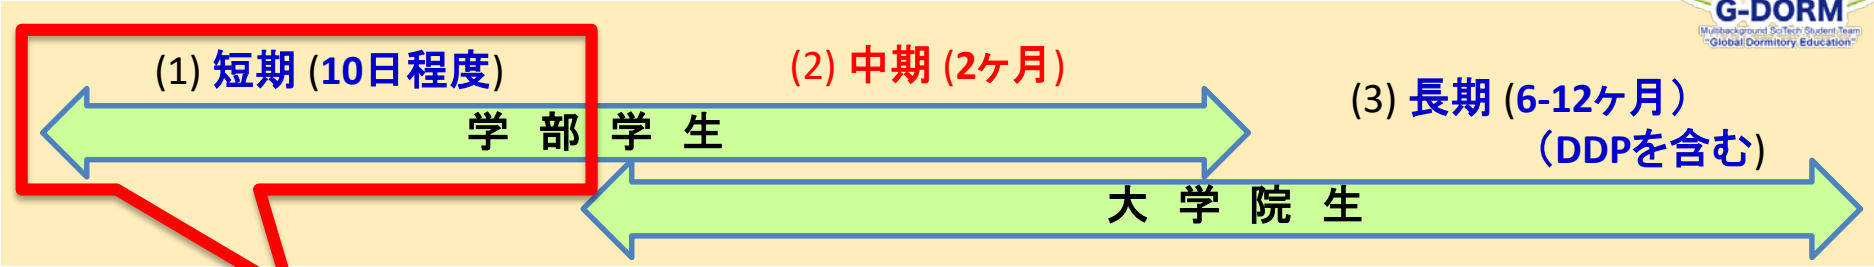 G-DORM
Multibackground SciTech Student Team
"Global Dormitory Education"
(1) 短期 (10日程度)
(2) 中期 (2ヶ月)
(3) 長期 (6-12ヶ月）
（DDPを含む)
学 部 学 生
大 学 院 生